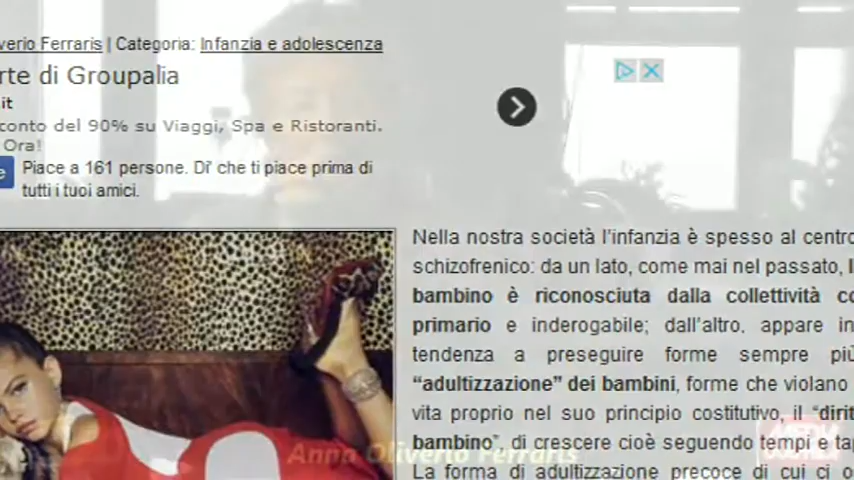 verio Ferraris | Categoria: Infanzia e adolescenza
rte di Groupalia
.it
conto del 90% su Viaggi, Spa e Ristoranti.
Ora!
e Piace a 161 persone. Di' che ti piace prima di
tutti i tuoi amici.
Nella nostra società l'infanzia è spesso al centro
schizofrenico: da un lato, come mai nel passato, l
bambino è riconosciuta dalla collettività co
primario e inderogabile; dall'altro, appare in
tendenza a preseguire forme sempre più
“adultizzazione” dei bambini, forme che violano
vita proprio nel suo principio costitutivo, il “dirit
bambino”, di crescere cioè seguendo tempi e tap
La forma di adultizzazione precoce di cui ci o
Anna Oliverio Ferraris